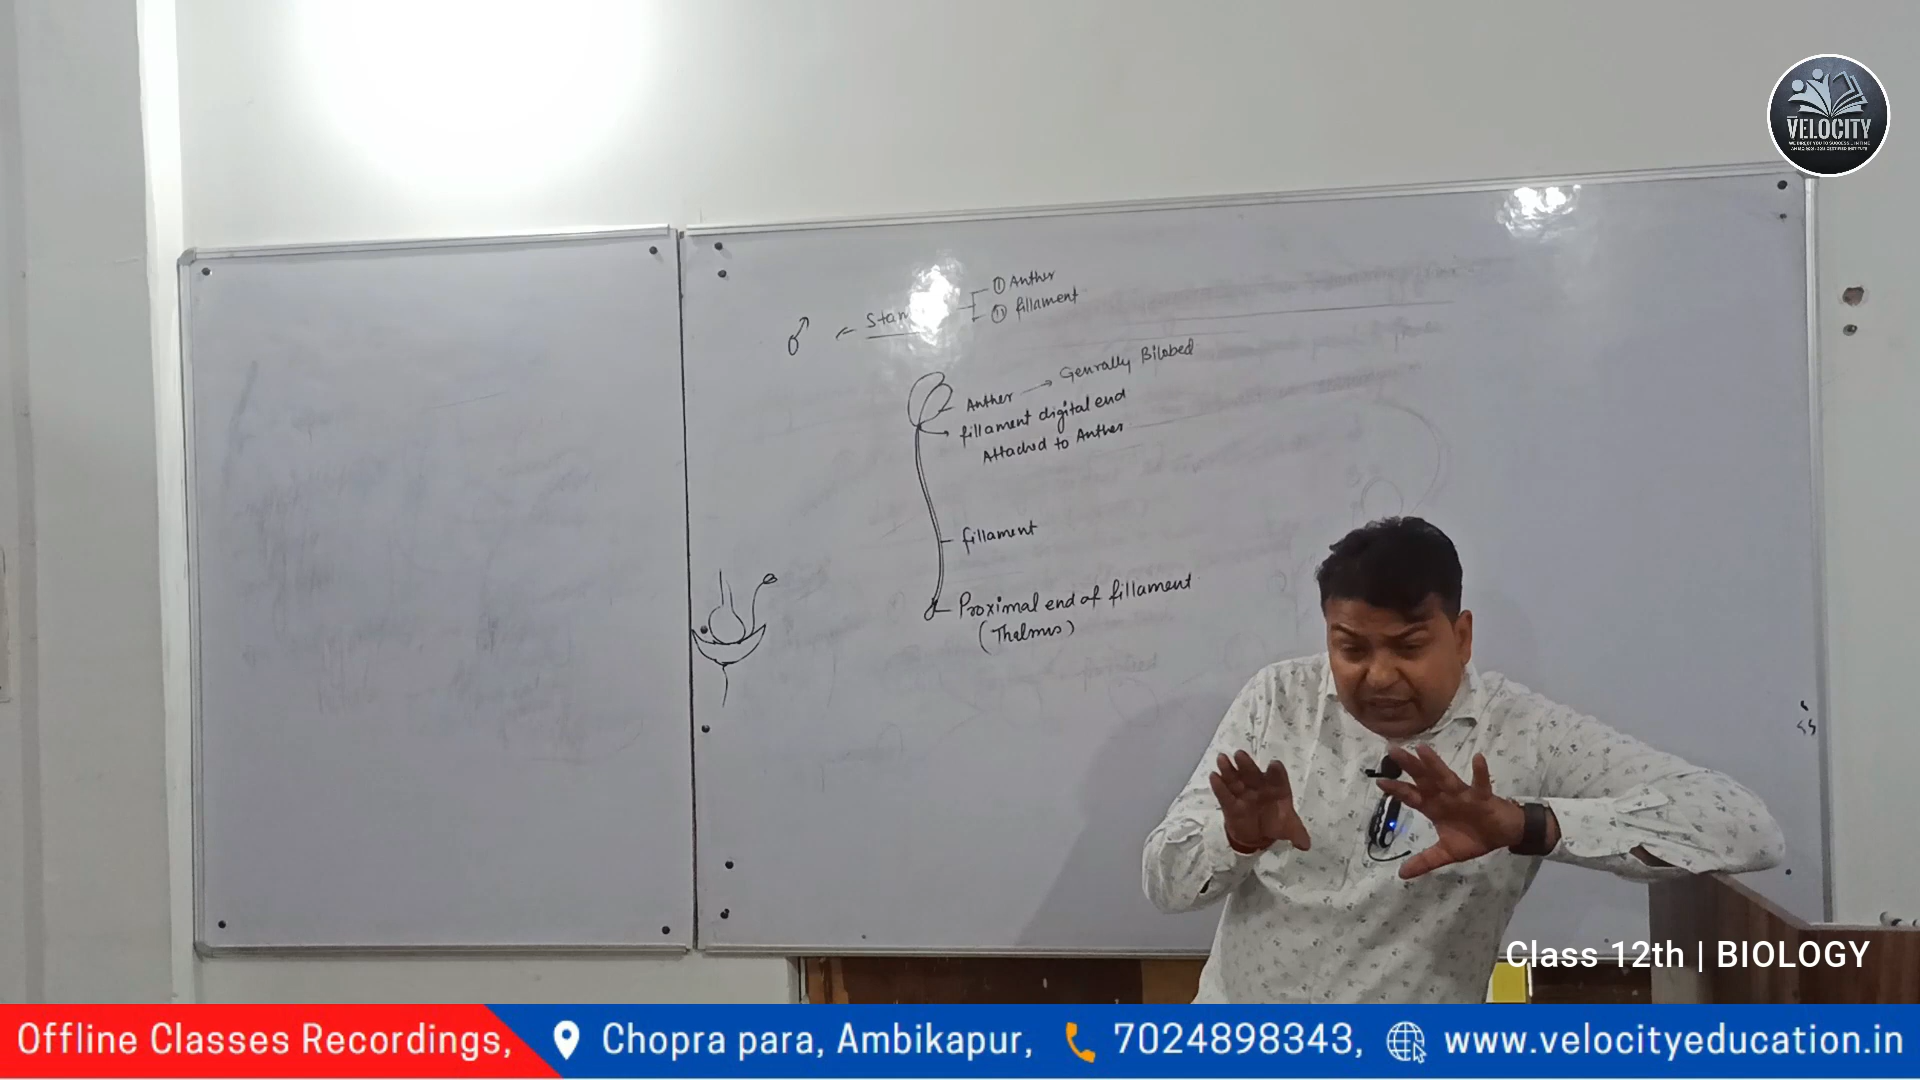 VELOCITY
① Anther
Stam
⑪ fillament
Anther → Genrally Bilobed
fillament digital end
Attached to Anther
fillament
Proximal end of fillament
(Thalmus)
Class 12th | BIOLOGY
Offline Classes Recordings, Chopra para, Ambikapur, 7024898343, www.velocityeducation.in